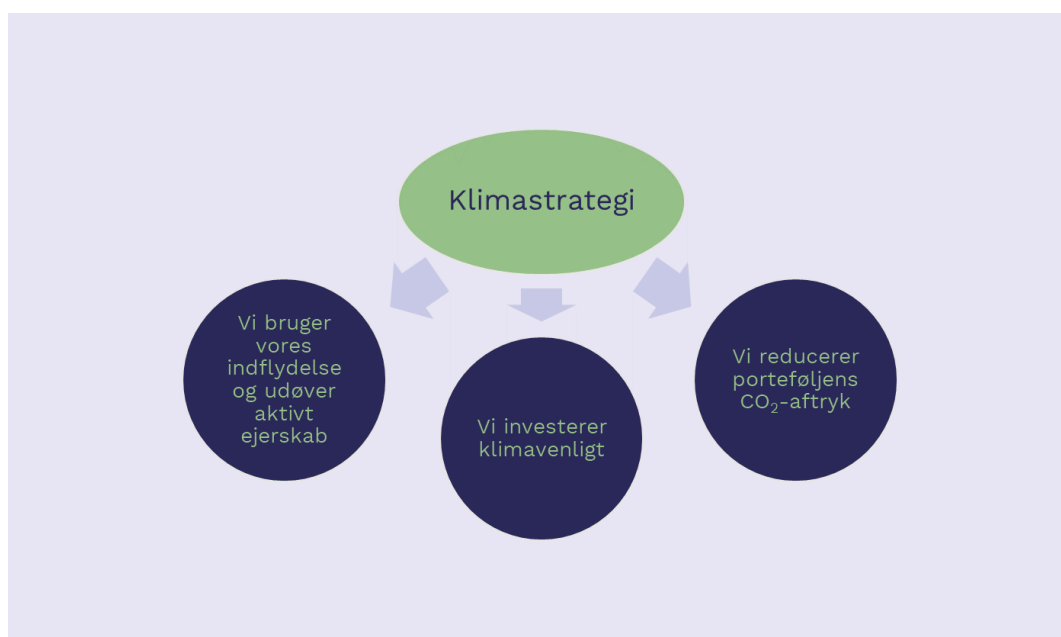 Klimastrategi
Vi bruger
vores
indflydelse
og udøver
aktivt
ejerskab
Vi investerer
klimavenligt
Vi reducerer
porteføljens
CO₂-aftryk